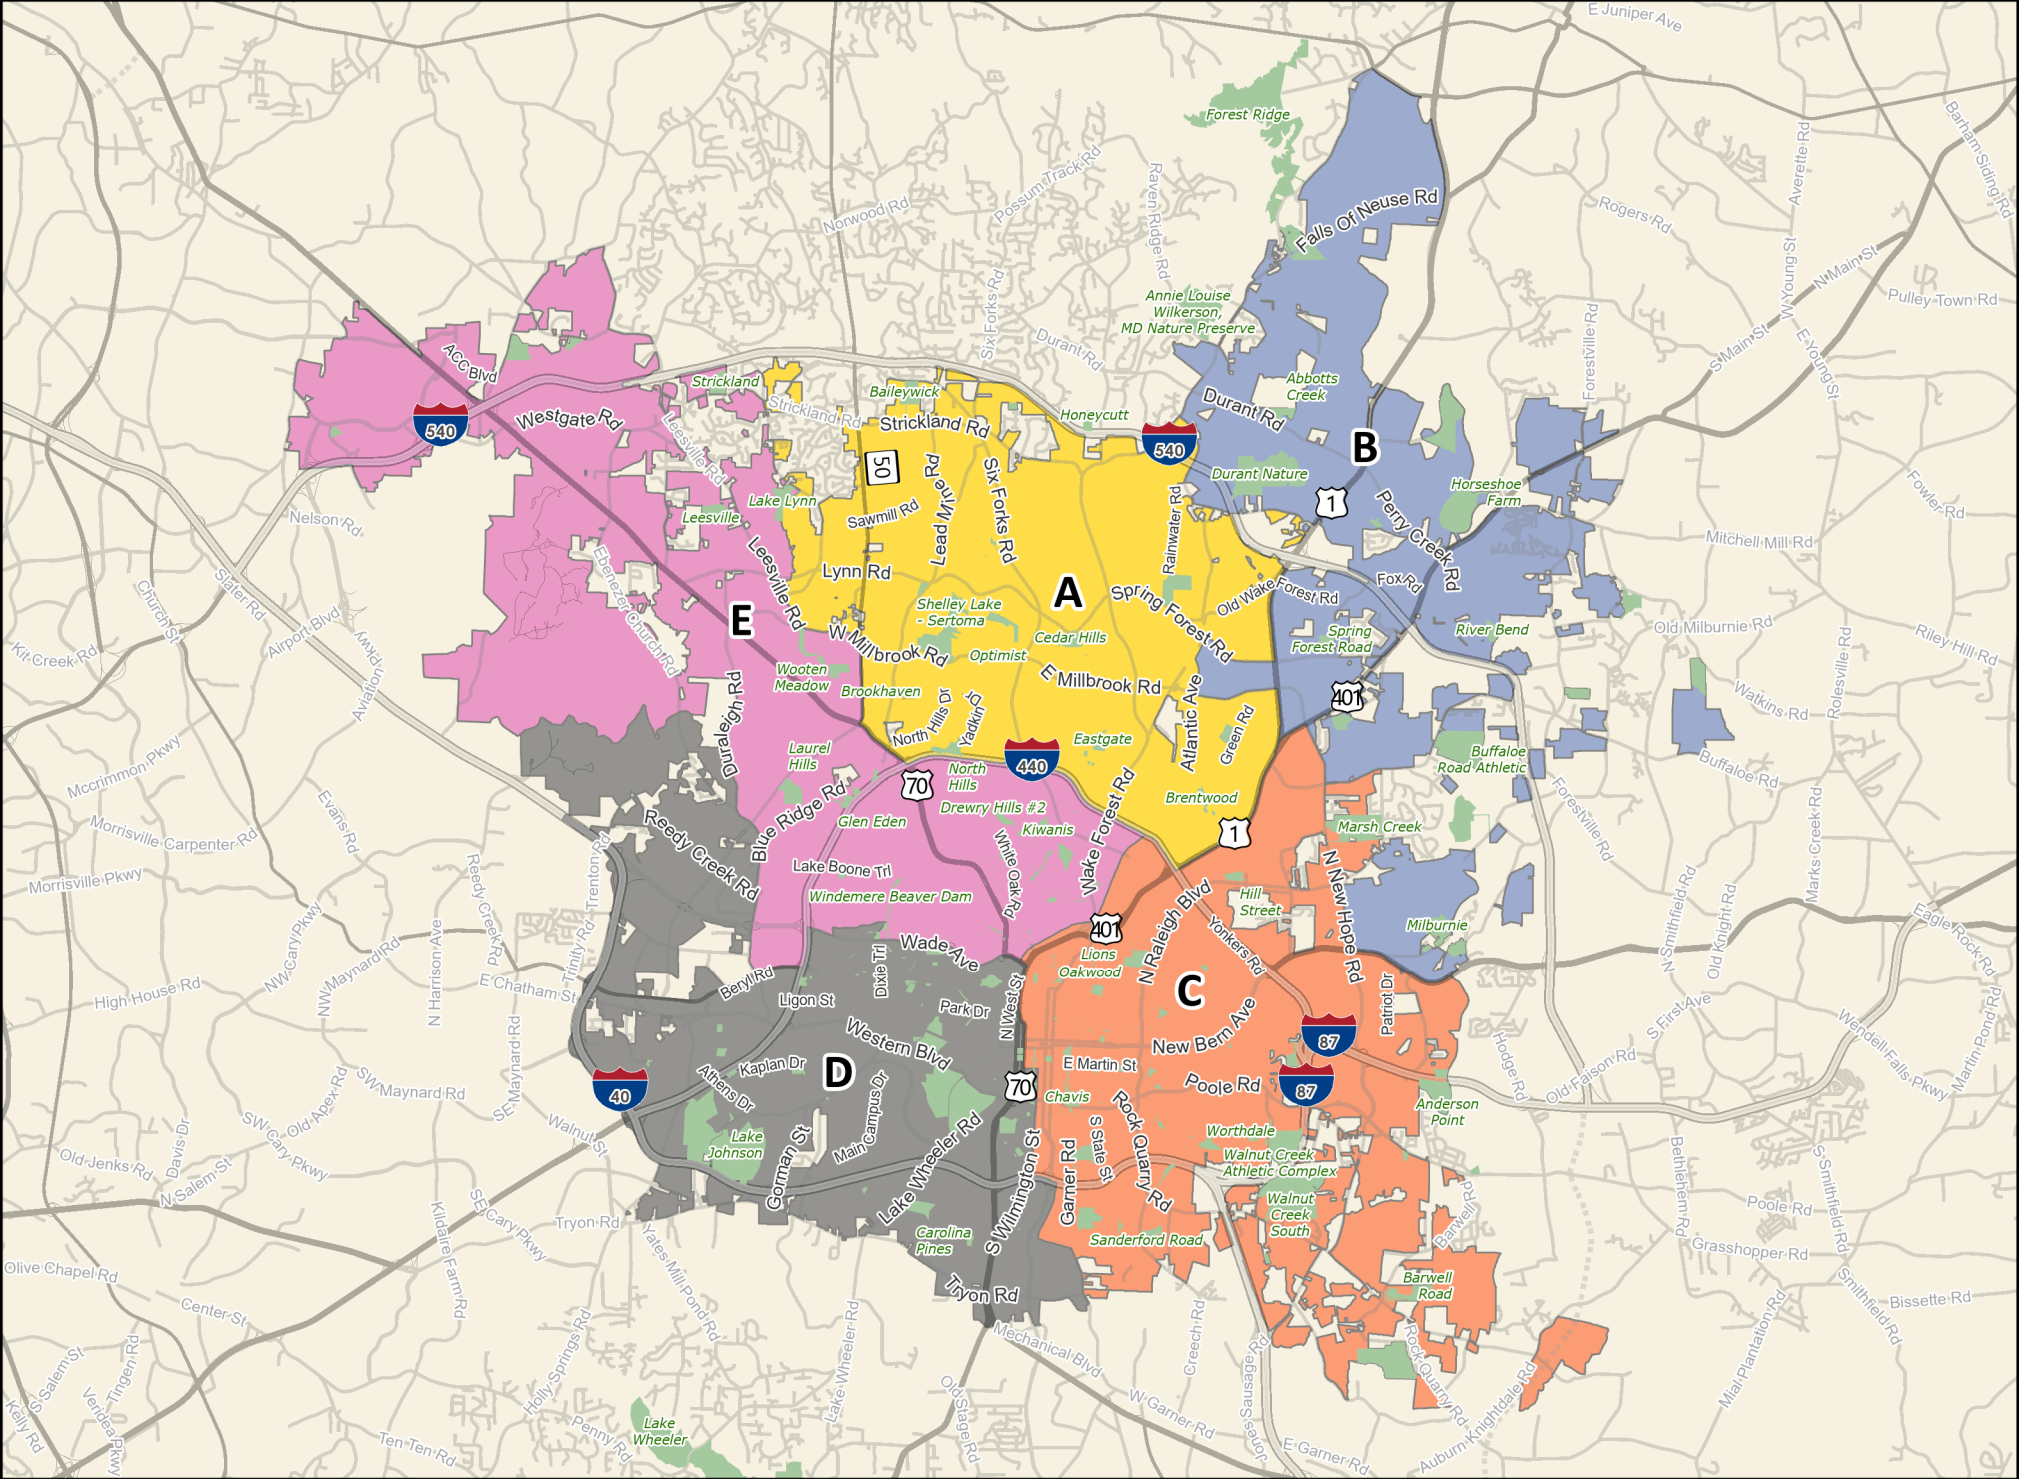 E Juniper Ave
Barham Siding Rd
Forest Ridge
Averette Rd
Possum Track Rd
Raven Ridge Rd
Norwood Rd
Falls Of Neuse Rd
Rogers Rd
W Young St
N Main St
Pulley Town Rd
Annie Louise
Wilkerson,
MD Nature Preserve
Six Forks Rd
Durant Rd
Forestville Rd
S Main St
E Young St
ACC Blvd
Strickland
Baileywick
Abbotts
Creek
Durant Rd
Westgate Rd
540
Strickland Rd
Strickland Rd
Honeycutt
540
B
Leesville Rd
50
Lead Mine Rd
Six Forks Rd
Durant Nature
Horseshoe
Farm
Fowler Rd
Lake Lynn
Leesville
Sawmill Rd
Rainwater Rd
1
Perry Creek Rd
Nelson Rd
Mitchell Mill Rd
Slater Rd
Church St
Airport Blvd
Ebenezer Church Rd
Leesville Rd
Lynn Rd
A
Spring Forest Rd
Old Wake Forest Rd
Fox Rd
E
Shelley Lake
- Sertoma
Cedar Hills
Optimist
W Millbrook Rd
Spring
Forest Road
River Bend
Old Milburnie Rd
Riley Hill Rd
Kit Creek Rd
Aviation Pkwy
Wooten
Meadow
Brookhaven
E Millbrook Rd
401
Rolesville Rd
Watkins Rd
Duraleigh Rd
North Hills Dr
Yadkin Dr
Atlantic Ave
Green Rd
Eastgate
Laurel
Hills
440
Buffaloe
Road Athletic
Buffaloe Rd
Mccrimmon Pkwy
70
North
Hills
Drewry Hills #2
Kiwanis
Brentwood
Blue Ridge Rd
Glen Eden
Wake Forest Rd
1
Marsh Creek
Forestville Rd
Marks Creek Rd
Morrisville Carpenter Rd
Evans Rd
Reedy Creek Rd
Trenton Rd
Lake Boone Trl
White Oak Rd
N New Hope Rd
Morrisville Pkwy
Reedy Creek Rd
Windemere Beaver Dam
N Raleigh Blvd
Hill
Street
N Smithfield Rd
Old Knight Rd
Eagle Rock Rd
NW Cary Pkwy
NW Maynard Rd
N Harrison Ave
Trinity Rd
Wade Ave
401
Yonkers Rd
Milburnie
Lions
Oakwood
High House Rd
E Chatham St
Beryl Rd
Dixie Trl
Ligon St
Park Dr
N West St
C
Patriot Dr
S First Ave
Wendell Falls Pkwy
Martin Pond Rd
SE Maynard Rd
Western Blvd
New Bern Ave
87
Hodge Rd
Old Faison Rd
SW Maynard Rd
40
Kaplan Dr
Athens Dr
D
E Martin St
70
Poole Rd
87
Chavis
Anderson
Point
Old Apex Rd
SW Cary Pkwy
Walnut St
Main Campus Dr
Rock Quarry Rd
S State St
Worthdale
Davis Dr
Old Jenks Rd
N Salem St
Lake
Johnson
Gorman St
Lake Wheeler Rd
S Wilmington St
Garner Rd
Walnut Creek
Athletic Complex
Bethlehem Rd
S Smithfield Rd
SE Cary Pkwy
Kildaire Farm Rd
Tryon Rd
Yates Mill Pond Rd
Carolina
Pines
Sanderford Road
Walnut
Creek
South
Barwell Rd
Poole Rd
Grasshopper Rd
Olive Chapel Rd
Center St
Tryon Rd
Barwell
Road
Smithfield Rd
Bissette Rd
Holly Springs Rd
Lake Wheeler Rd
Mechanical Blvd
Creech Rd
Jones Sausage Rd
Rock Quarry Rd
Mial Plantation Rd
S Salem St
Tingen Rd
Veridea Pkwy
Kelly Rd
Old Stage Rd
W Garner Rd
Auburn Knightdale Rd
Lake
Wheeler
Ten Ten Rd
Penny Rd
E Garner Rd